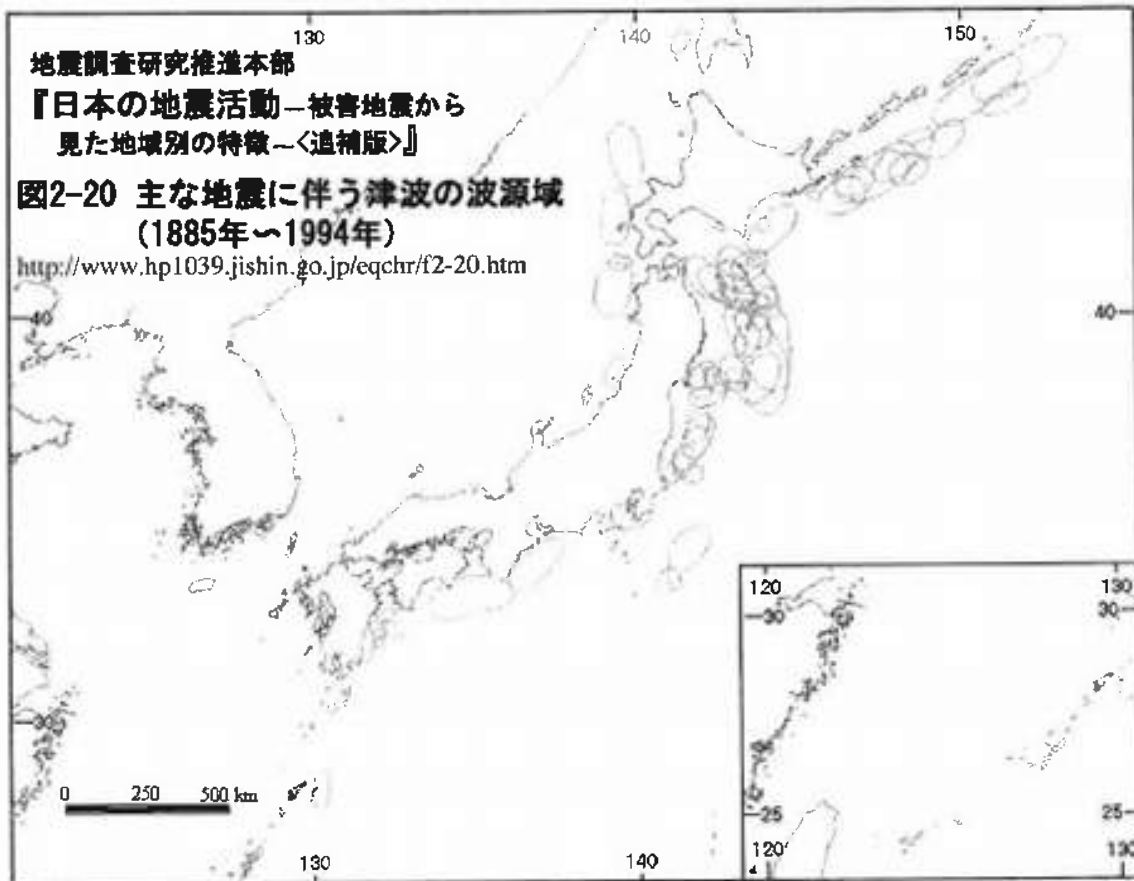 130
140
150
地震調査研究推進本部
『日本の地震活動−被害地震から
見た地域別の特徴−<追補版>』
図2-20 主な地震に伴う津波の波源域
(1885年〜1994年)
http://www.hp1039.jishin.go.jp/eqchr/f2-20.htm
40
40
120
130
30
30
30
0 250 500 km
25
25
130
140
120
130